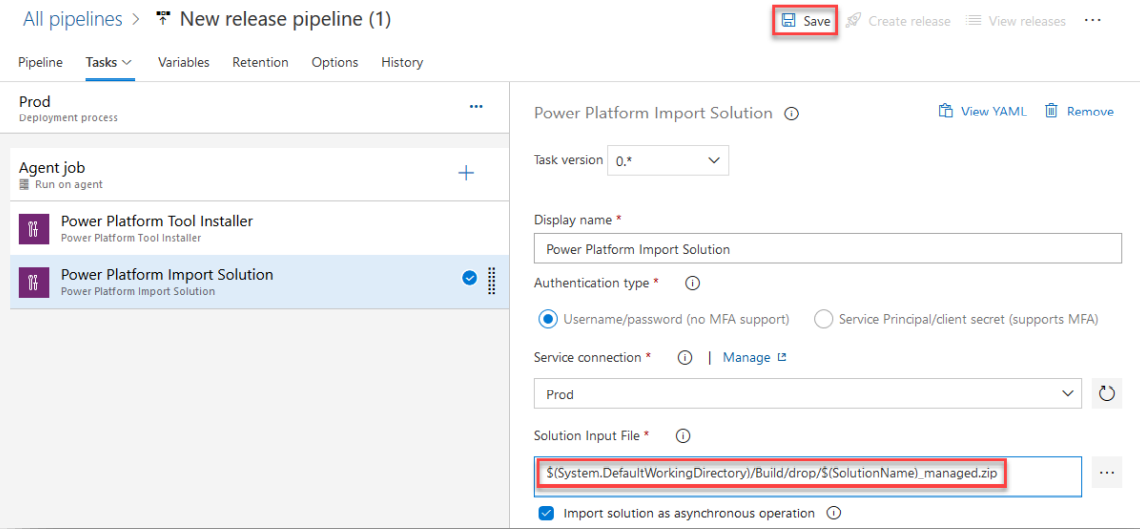 All pipelines > New release pipeline (1)
Save Create release View releases ...
Pipeline Tasks Variables Retention Options History
Prod
Deployment process
...
Agent job
Run on agent
Power Platform Tool Installer
Power Platform Tool Installer
Power Platform Import Solution
Power Platform Import Solution
Power Platform Import Solution View YAML Remove
Task version 0.*
Display name *
Power Platform Import Solution
Authentication type *
Username/password (no MFA support) Service Principal/client secret (supports MFA)
Service connection * | Manage
Prod
Solution Input File *
$(System.DefaultWorkingDirectory)/Build/drop/$(SolutionName)_managed.zip ...
Import solution as asynchronous operation